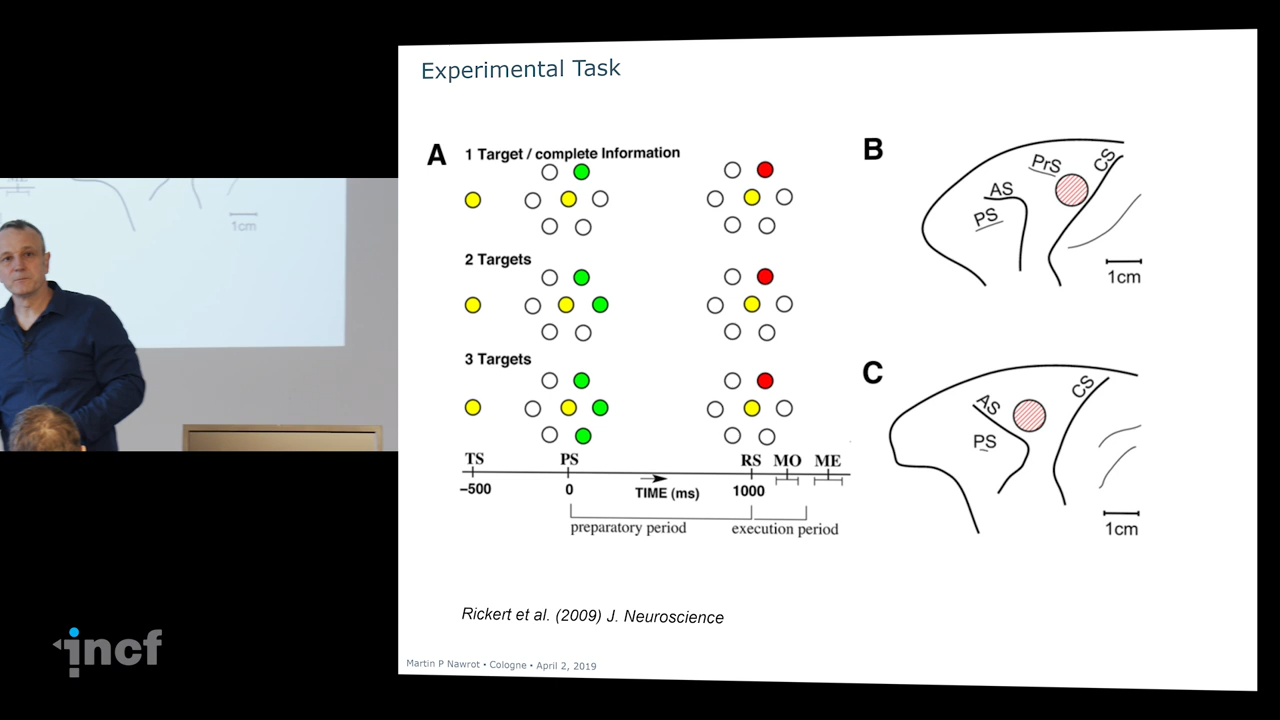 Experimental Task
A
1 Target / complete Information
2 Targets
3 Targets
TS
PS
RS
MO
ME
−500
0
TIME (ms)
1000
preparatory period
execution period
B
PrS
CS
AS
PS
1cm
C
AS
CS
PS
1cm
Rickert et al. (2009) J. Neuroscience
Martin P Nawrot • Cologne • April 2, 2019
1cm
incf